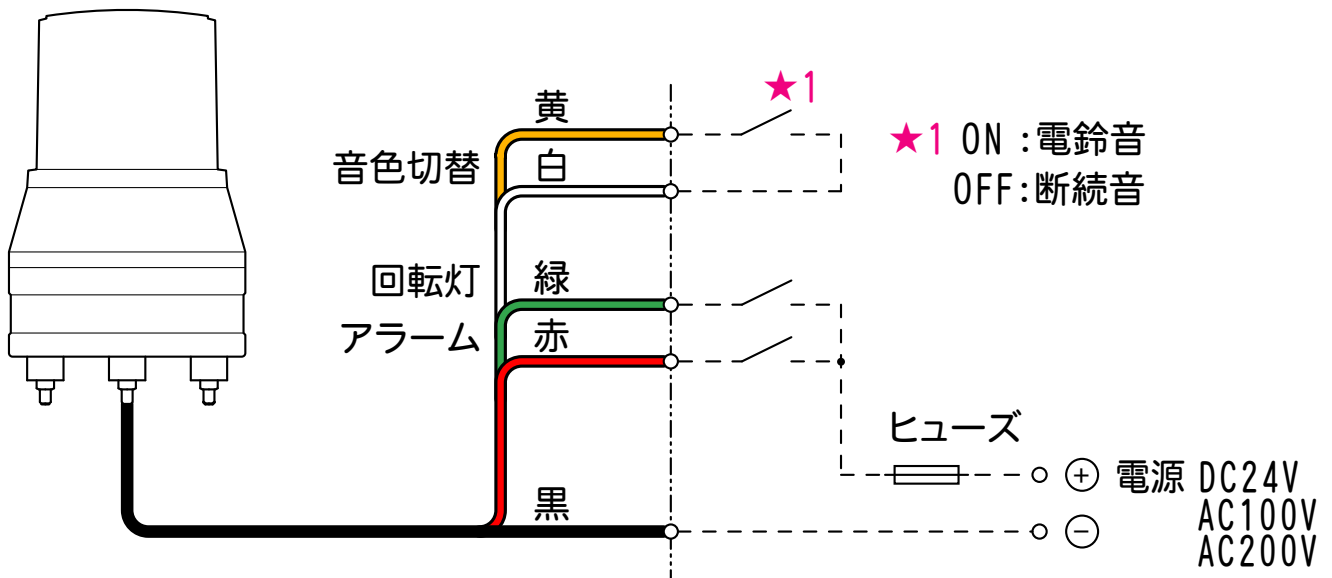 ★1
黄
★1 ON :電鈴音
音色切替
白
OFF:断続音
回転灯
緑
アラーム
赤
ヒューズ
⊕ 電源 DC24V
黒
AC100V
⊖
AC200V